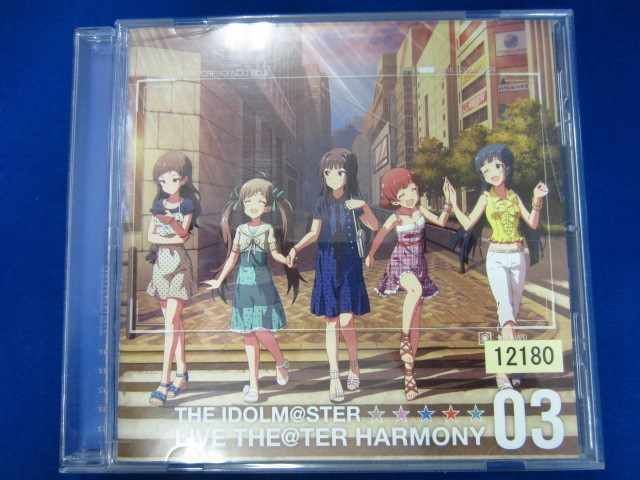 12180
THE IDOLM@STER ☆☆★★☆
LIVE THE@TER HARMONY 03